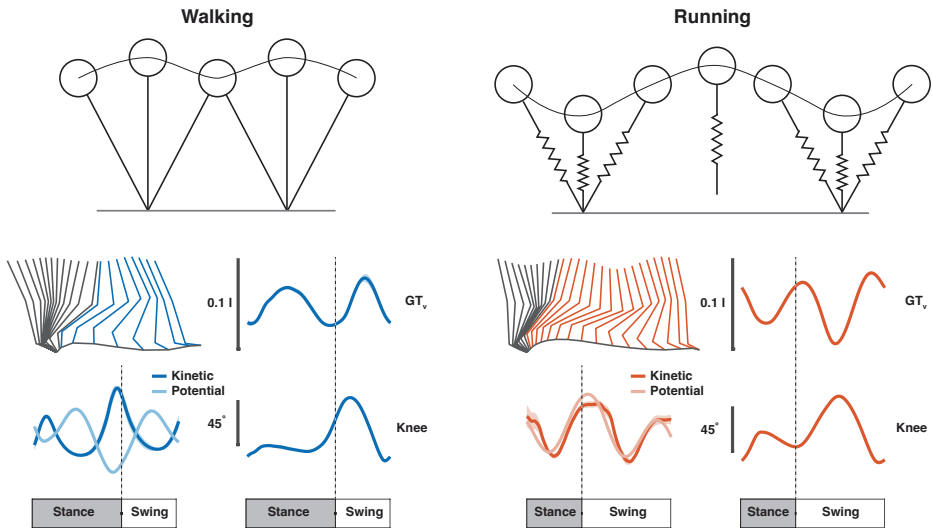 Walking
Running
0.1 l
GTv
0.1 l
GTv
Kinetic
Potential
Kinetic
Potential
45°
Knee
45°
Knee
Stance
Swing
Stance
Swing
Stance
Swing
Stance
Swing